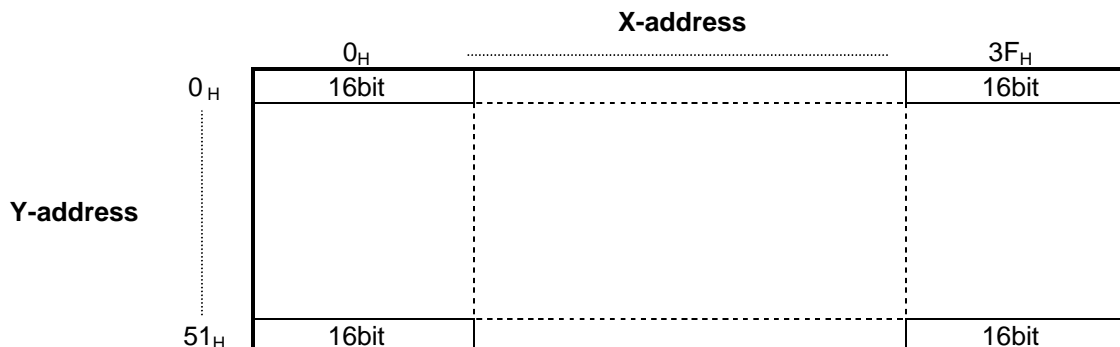 X-address
0H 3FH
0 H 16bit 16bit
Y-address
51H 16bit 16bit